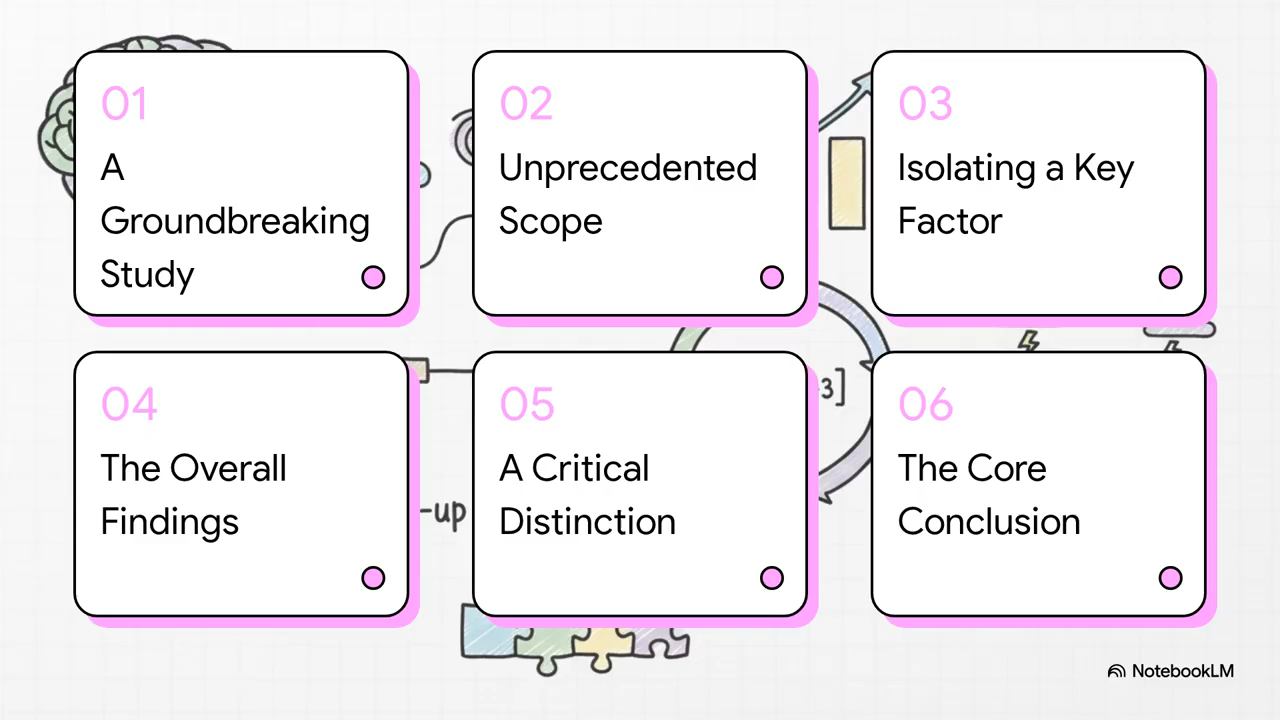 01
A
Groundbreaking
Study
02
Unprecedented
Scope
03
Isolating a Key
Factor
04
The Overall
Findings
05
A Critical
Distinction
06
The Core
Conclusion
3]
-up
NotebookLM